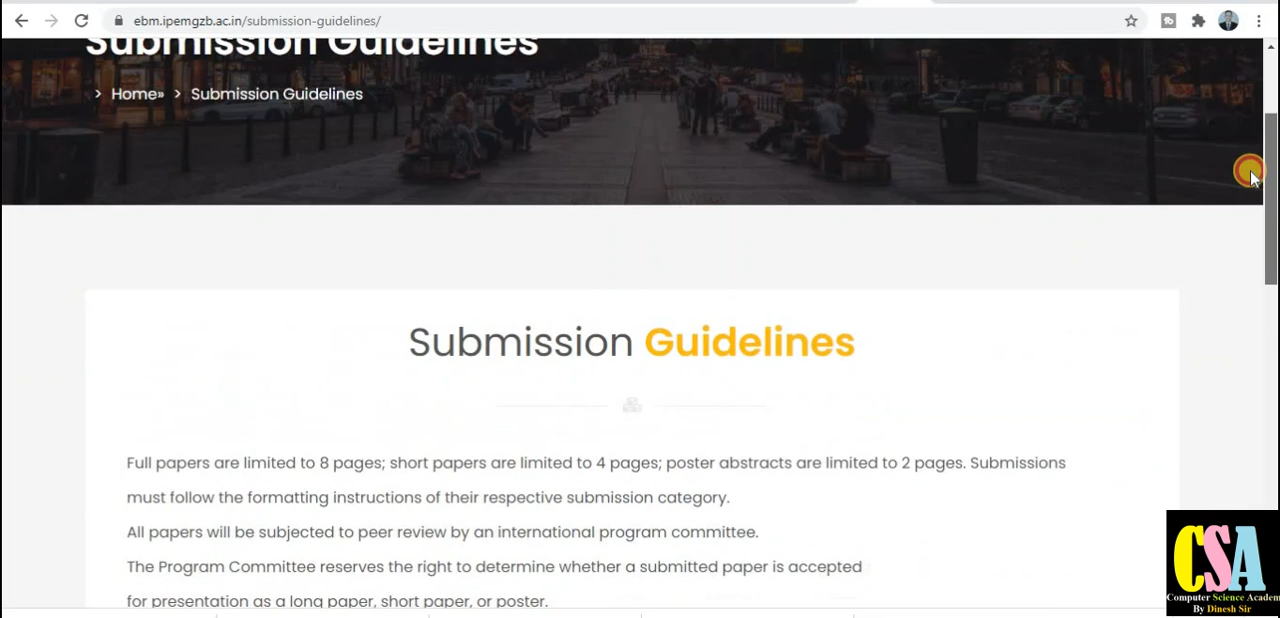 ebm.ipemgzb.ac.in/submission-guidelines/
Submission Guidelines
> Home» > Submission Guidelines
Submission Guidelines
Full papers are limited to 8 pages; short papers are limited to 4 pages; poster abstracts are limited to 2 pages. Submissions
must follow the formatting instructions of their respective submission category.
All papers will be subjected to peer review by an international program committee.
The Program Committee reserves the right to determine whether a submitted paper is accepted
for presentation as a long paper, short paper, or poster.
CSA
Computer Science Academ
By Dinesh Sir